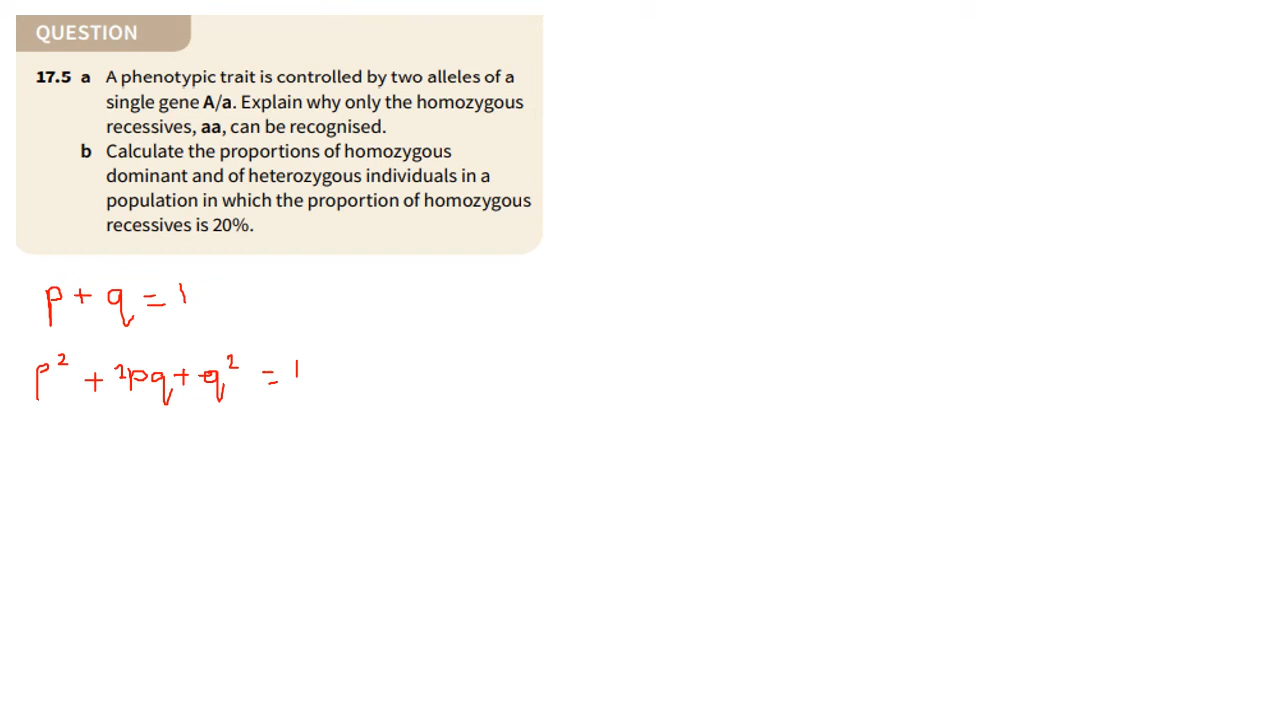 QUESTION
17.5 a A phenotypic trait is controlled by two alleles of a
single gene A/a. Explain why only the homozygous
recessives, aa, can be recognised.
b Calculate the proportions of homozygous
dominant and of heterozygous individuals in a
population in which the proportion of homozygous
recessives is 20%.
p + q = 1
p² + 2pq + q² = 1